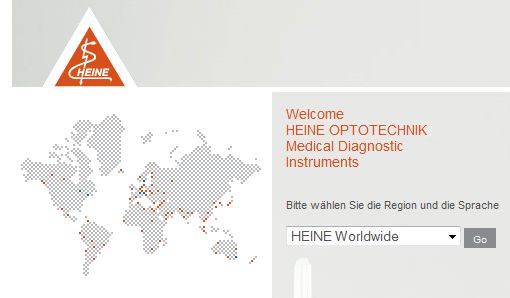 HEINE
Welcome
HEINE OPTOTECHNIK
Medical Diagnostic
Instruments
Bitte wählen Sie die Region und die Sprache
HEINE Worldwide
Go